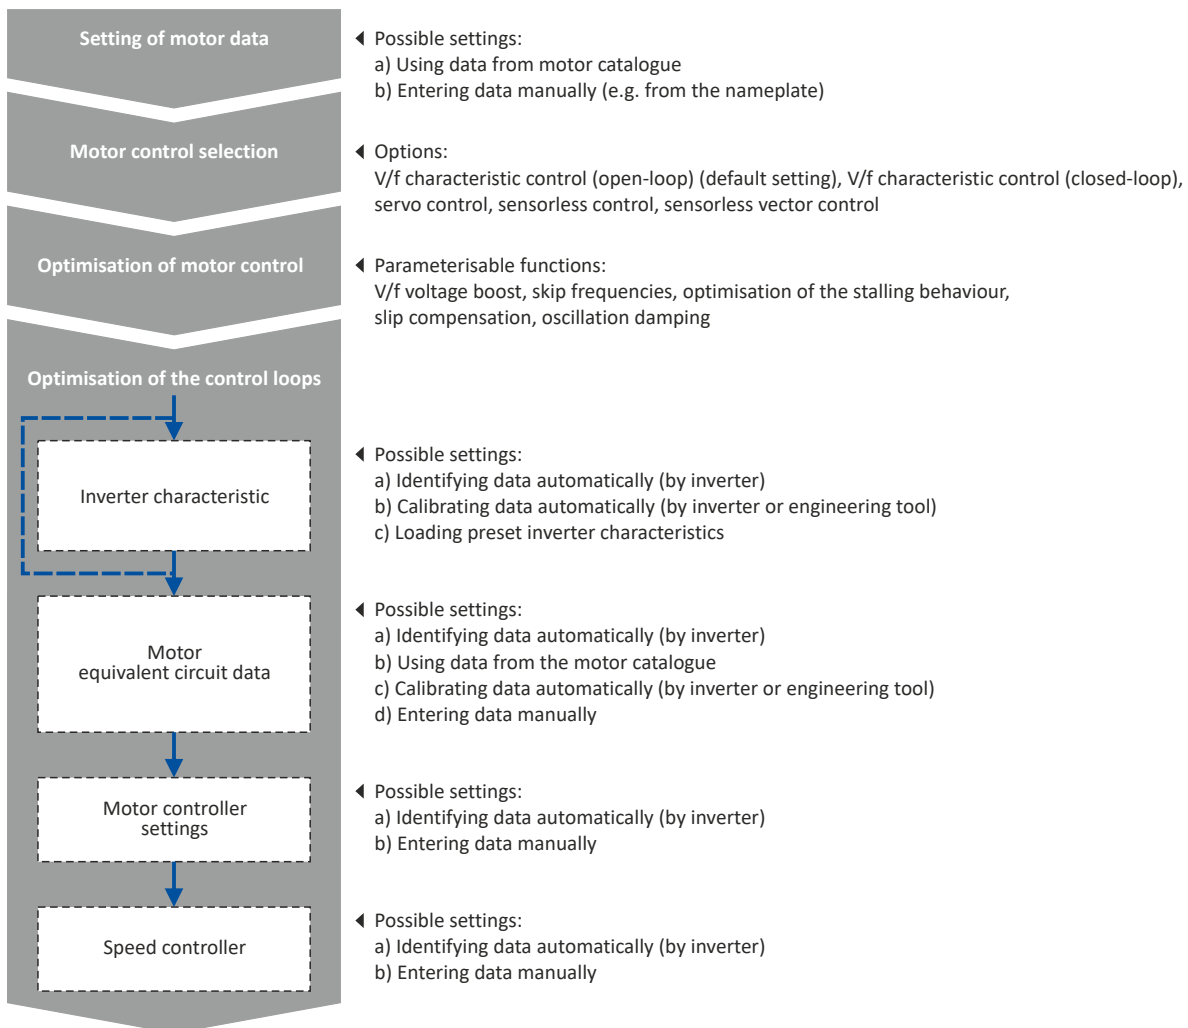 Setting of motor data
Possible settings:
a) Using data from motor catalogue
b) Entering data manually (e.g. from the nameplate)
Motor control selection
Options:
V/f characteristic control (open-loop) (default setting), V/f characteristic control (closed-loop),
servo control, sensorless control, sensorless vector control
Optimisation of motor control
Parameterisable functions:
V/f voltage boost, skip frequencies, optimisation of the stalling behaviour,
slip compensation, oscillation damping
Optimisation of the control loops
Inverter characteristic
Possible settings:
a) Identifying data automatically (by inverter)
b) Calibrating data automatically (by inverter or engineering tool)
c) Loading preset inverter characteristics
Motor
equivalent circuit data
Possible settings:
a) Identifying data automatically (by inverter)
b) Using data from the motor catalogue
c) Calibrating data automatically (by inverter or engineering tool)
d) Entering data manually
Motor controller
settings
Possible settings:
a) Identifying data automatically (by inverter)
b) Entering data manually
Speed controller
Possible settings:
a) Identifying data automatically (by inverter)
b) Entering data manually